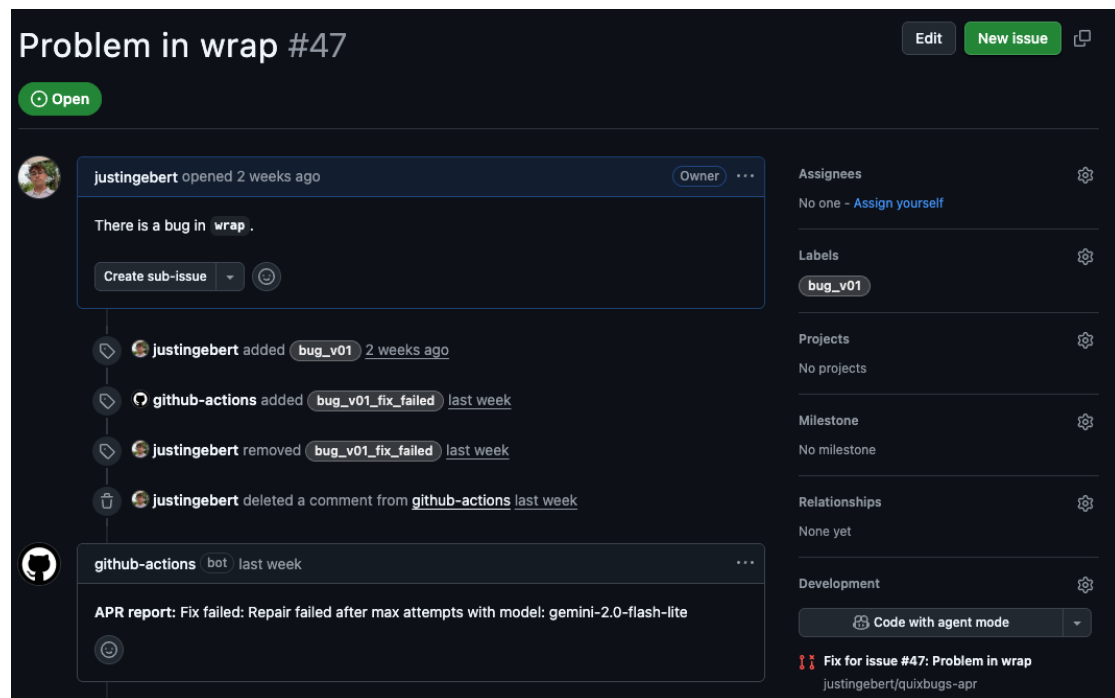 Problem in wrap #47
Edit
New issue
Open
justingebert opened 2 weeks ago
Owner
There is a bug in wrap.
Create sub-issue
justingebert added bug_v01 2 weeks ago
github-actions added bug_v01_fix_failed last week
justingebert removed bug_v01_fix_failed last week
justingebert deleted a comment from github-actions last week
github-actions bot last week
APR report: Fix failed: Repair failed after max attempts with model: gemini-2.0-flash-lite
Assignees
No one - Assign yourself
Labels
bug_v01
Projects
No projects
Milestone
No milestone
Relationships
None yet
Development
Code with agent mode
Fix for issue #47: Problem in wrap
justingebert/quixbugs-apr